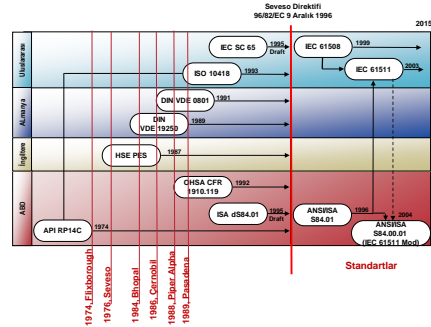 Seveso Direktifi
96/82/EC 9 Aralık 1996
2015
Uluslararası
IEC SC 65
1995
Draft
IEC 61508
1999
ISO 10418
1993
IEC 61511
2003
ALmanya
DIN VDE 0801
1991
DIN
VDE 19250
1989
İngiltere
HSE PES
1987
ABD
OHSA CFR
1910.119
1992
ISA dS84.01
1995
Draft
ANSI/ISA
S84.01
1996
API RP14C
1974
2004
ANSI/ISA
S84.00.01
(IEC 61511 Mod)
1974, Flixborough
1976, Seveso
1984, Bhopal
1986, Cernobil
1988, Piper Alpha
1989, Pasadena
Standartlar